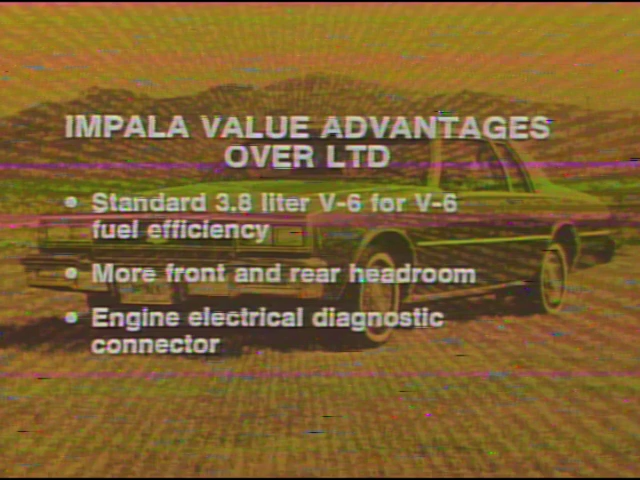 IMPALA VALUE ADVANTAGES
OVER LTD
• Standard 3.8 liter V-6 for V-6
fuel efficiency
• More front and rear headroom
• Engine electrical diagnostic
connector